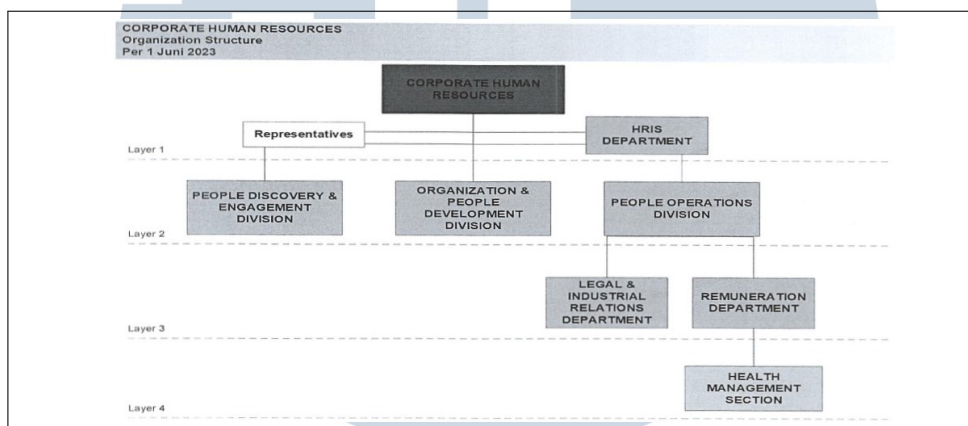 CORPORATE HUMAN RESOURCES
Organization Structure
Per 1 Juni 2023
CORPORATE HUMAN
RESOURCES
Representatives
HRIS
DEPARTMENT
Layer 1
PEOPLE DISCOVERY &
ENGAGEMENT
DIVISION
ORGANIZATION &
PEOPLE
DEVELOPMENT
DIVISION
PEOPLE OPERATIONS
DIVISION
Layer 2
LEGAL &
INDUSTRIAL
RELATIONS
DEPARTMENT
REMUNERATION
DEPARTMENT
Layer 3
HEALTH
MANAGEMENT
SECTION
Layer 4